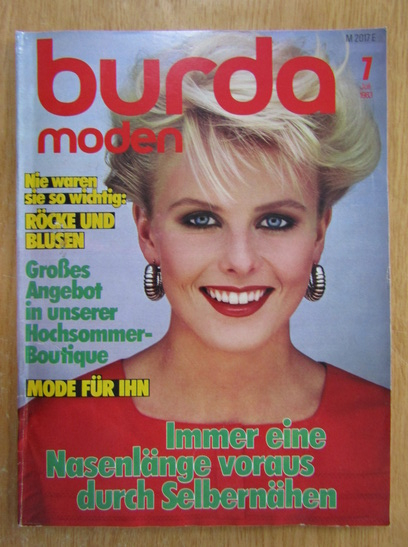 M 2017 E
burda
7
moden
Nie waren
sie so wichtig:
RÖCKE UND
BLUSEN
Großes
Angebot
in unserer
Hochsommer-
Boutique
MODE FÜR IHN
Immer eine
Nasenlänge voraus
durch Selbernähen